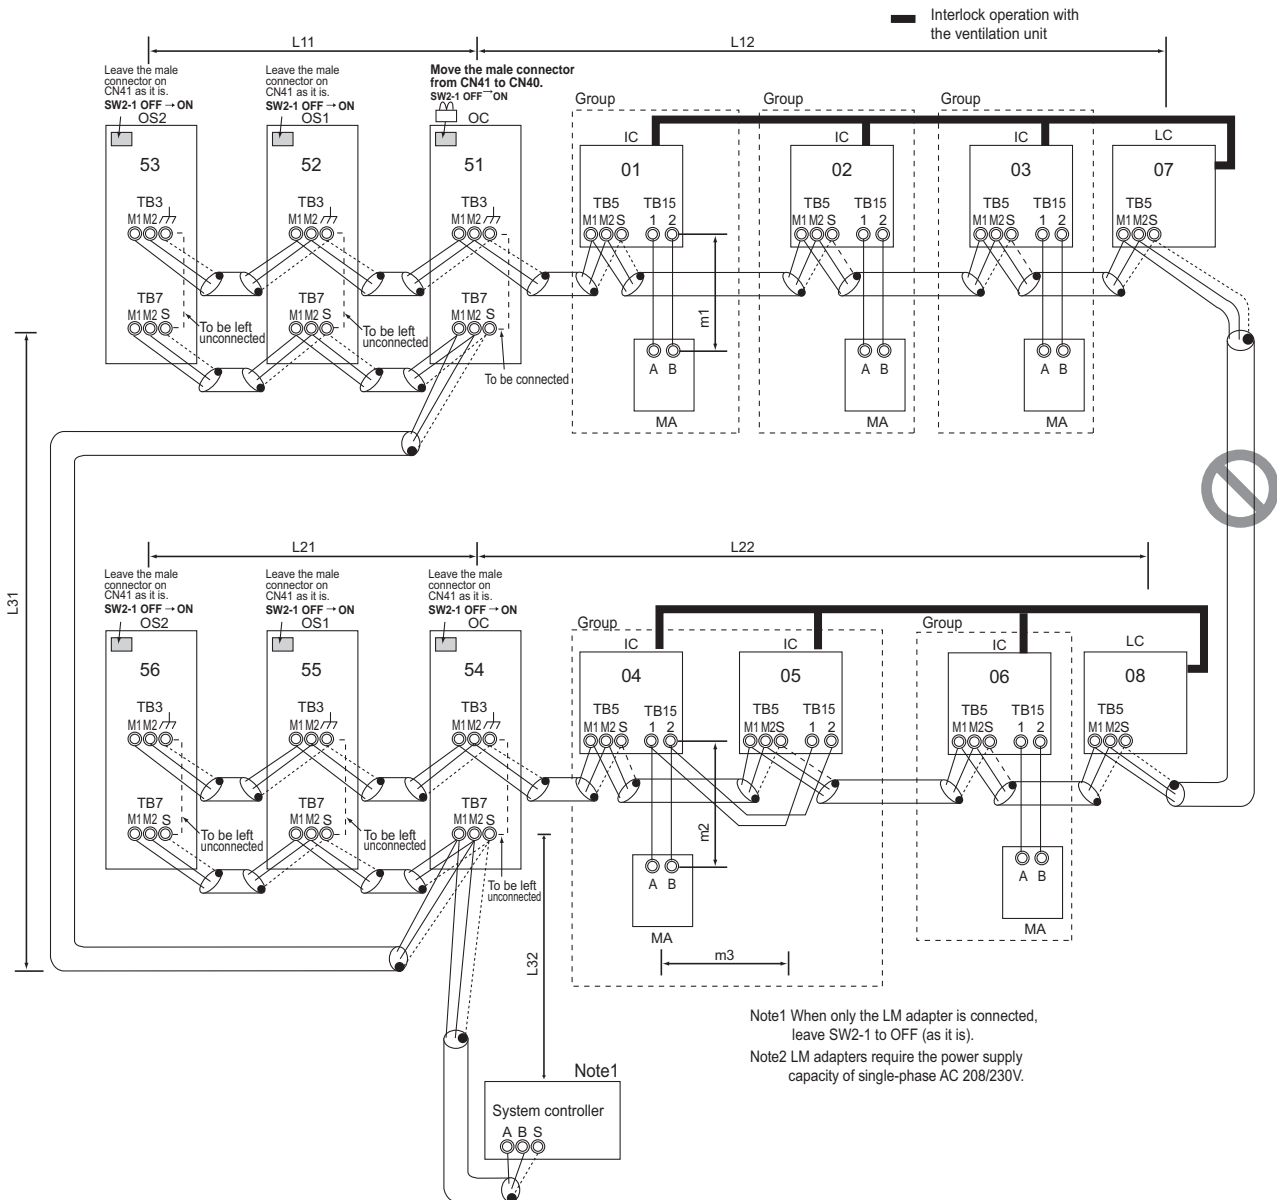 Interlock operation with
the ventilation unit
L11
L12
Leave the male
connector on
CN41 as it is.
SW2-1 OFF → ON
OS2
Leave the male
connector on
CN41 as it is.
SW2-1 OFF → ON
OS1
Move the male connector
from CN41 to CN40.
SW2-1 OFF → ON
OC
Group
Group
Group
IC
IC
IC
LC
53
52
51
01
02
03
07
TB3
TB3
TB3
TB5 TB15
TB5 TB15
TB5 TB15
TB5
M1 M2
M1 M2
M1 M2
M1 M2 S 1 2
M1 M2 S 1 2
M1 M2 S 1 2
M1 M2 S
TB7
TB7
TB7
M1 M2 S
M1 M2 S
M1 M2 S
To be left
unconnected
To be left
unconnected
To be connected
m1
A B
A B
A B
MA
MA
MA
L31
L21
L22
Leave the male
connector on
CN41 as it is.
SW2-1 OFF → ON
OS2
Leave the male
connector on
CN41 as it is.
SW2-1 OFF → ON
OS1
Leave the male
connector on
CN41 as it is.
SW2-1 OFF → ON
OC
Group
Group
IC
IC
IC
LC
56
55
54
04
05
06
08
TB3
TB3
TB3
TB5 TB15
TB5 TB15
TB5 TB15
TB5
M1 M2
M1 M2
M1 M2
M1 M2 S 1 2
M1 M2 S 1 2
M1 M2 S 1 2
M1 M2 S
TB7
TB7
TB7
M1 M2 S
M1 M2 S
M1 M2 S
To be left
unconnected
To be left
unconnected
To be left
unconnected
m2
A B
A B
MA
MA
m3
L32
Note1 When only the LM adapter is connected,
leave SW2-1 to OFF (as it is).
Note2 LM adapters require the power supply
capacity of single-phase AC 208/230V.
Note1
System controller
A B S